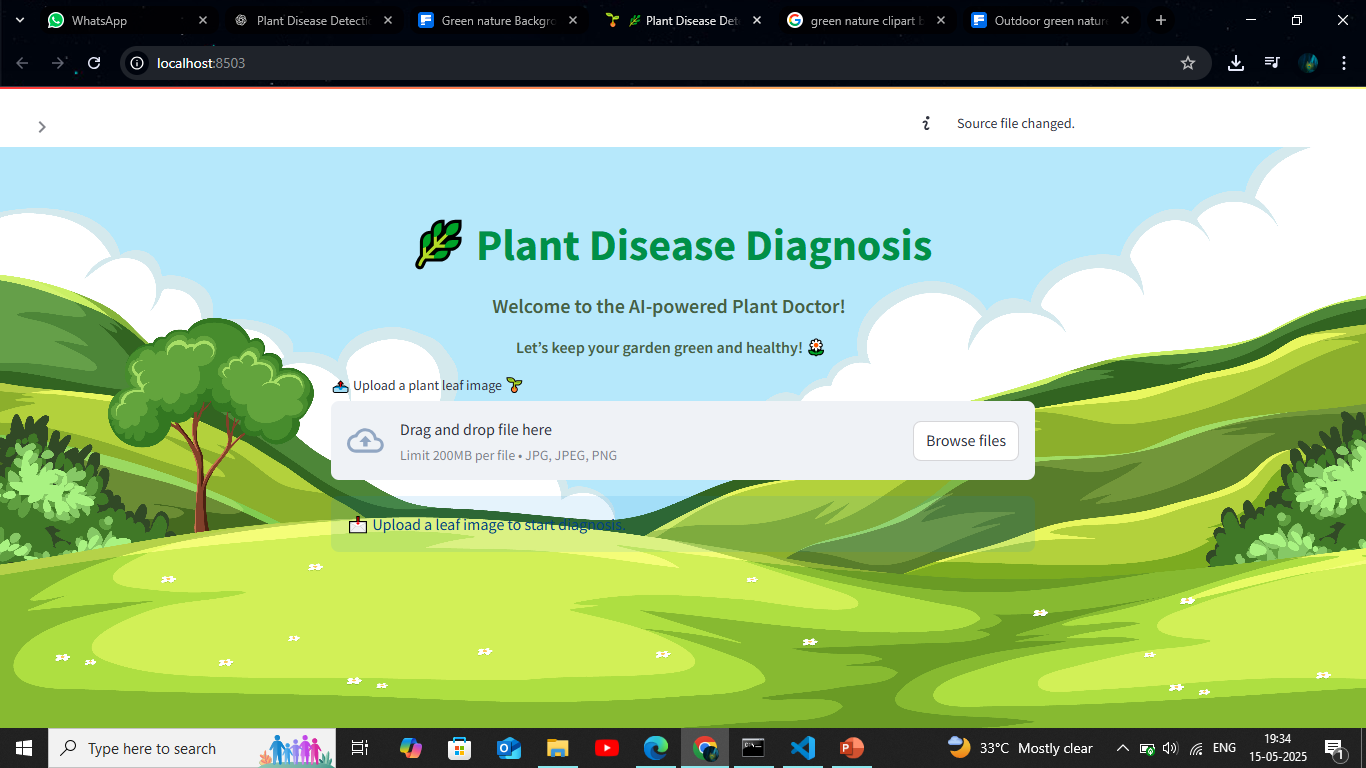 WhatsApp
Plant Disease Detectio
Green nature Backgro
Plant Disease Det
green nature clipart b
Outdoor green nature
localhost:8503
Source file changed.
Plant Disease Diagnosis
Welcome to the AI-powered Plant Doctor!
Let's keep your garden green and healthy!
Upload a plant leaf image
Drag and drop file here
Limit 200MB per file • JPG, JPEG, PNG
Browse files
Upload a leaf image to start diagnosis.
Type here to search
33°C Mostly clear
ENG
19:34
15-05-2025
1